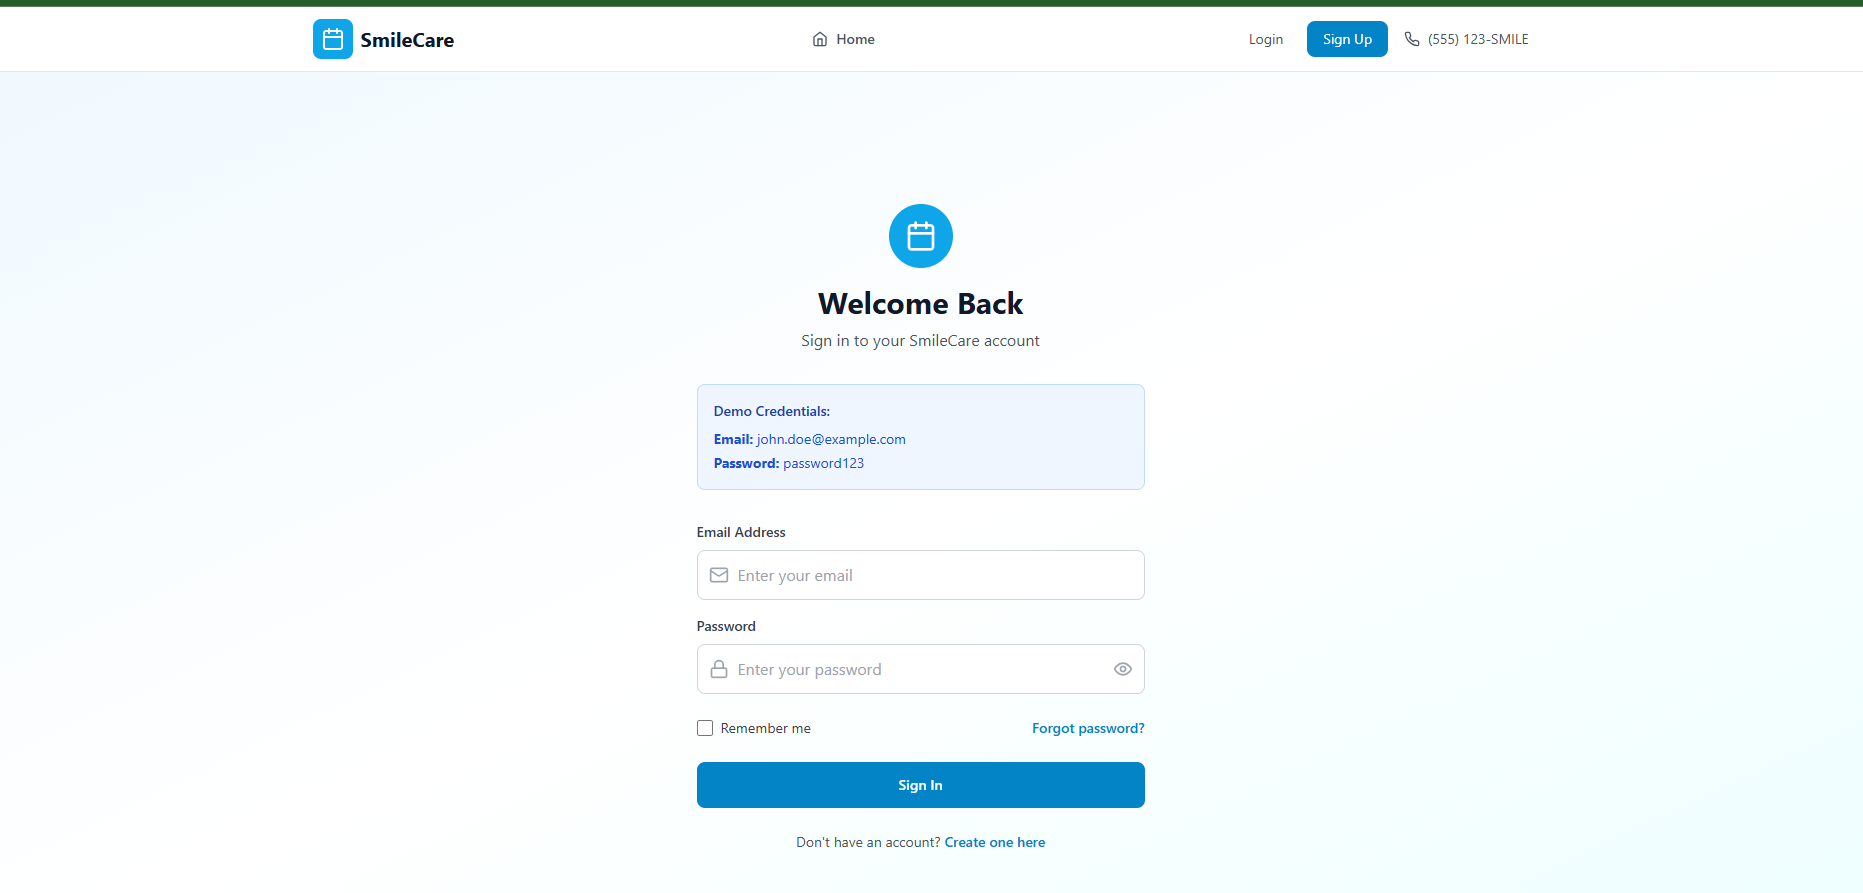 SmileCare
Home
Login
Sign Up
(555) 123-SMILE
Welcome Back
Sign in to your SmileCare account
Demo Credentials:
Email: john.doe@example.com
Password: password123
Email Address
Enter your email
Password
Enter your password
Remember me
Forgot password?
Sign In
Don't have an account? Create one here